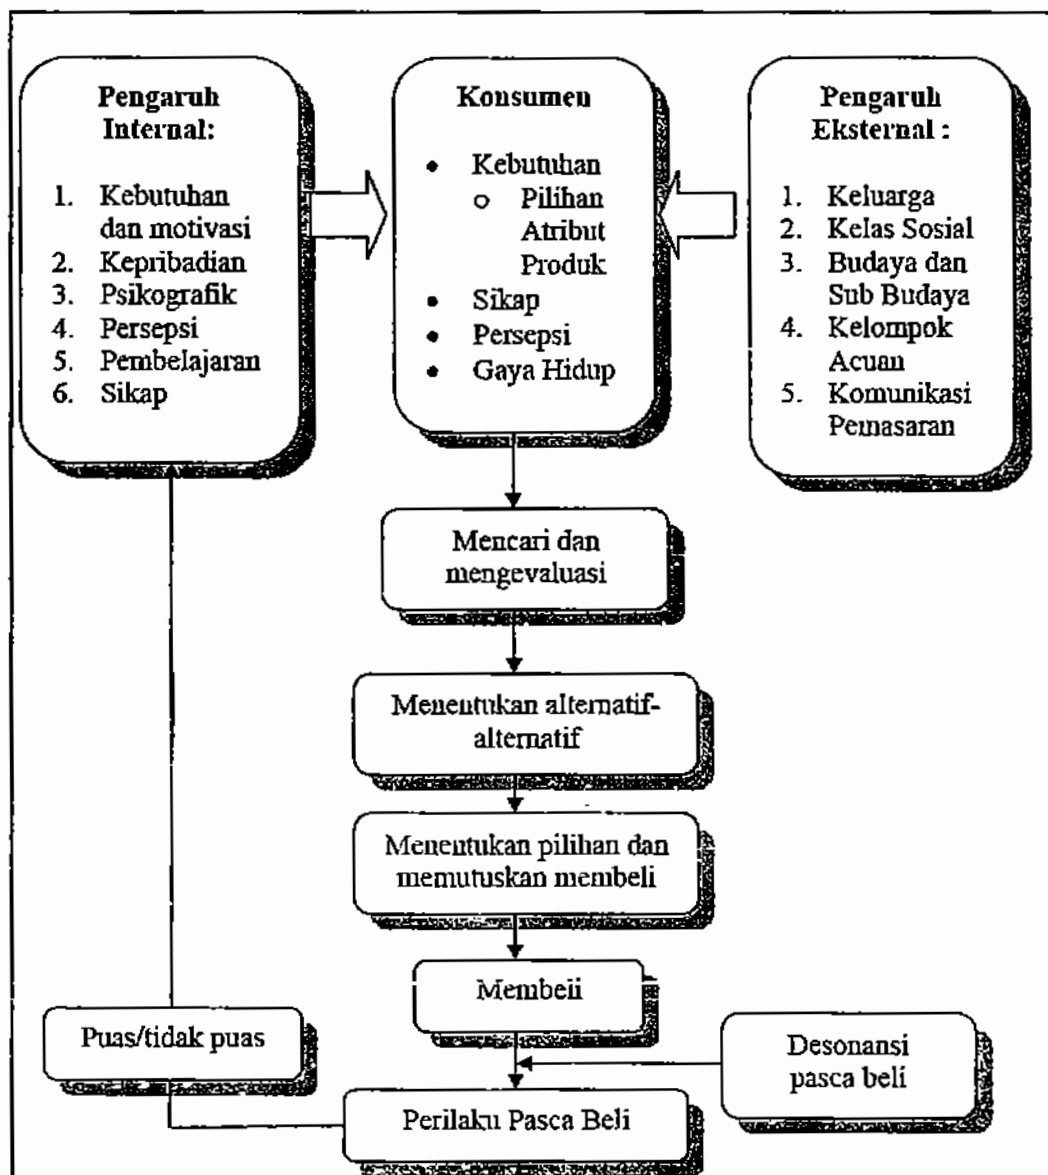 Pengaruh
Internal:
1. Kebutuhan
dan motivasi
2. Kepribadian
3. Psikografik
4. Persepsi
5. Pembelajaran
6. Sikap
Konsumen
• Kebutuhan
○ Pilihan
Atribut
Produk
• Sikap
• Persepsi
• Gaya Hidup
Pengaruh
Eksternal :
1. Keluarga
2. Kelas Sosial
3. Budaya dan
Sub Budaya
4. Kelompok
Acuan
5. Komunikasi
Pemasaran
Mencari dan
mengevaluasi
Menentukan alternatif-
alternatif
Menentukan pilihan dan
memutuskan membeli
Membeli
Puas/tidak puas
Desonansi
pasca beli
Perilaku Pasca Beli